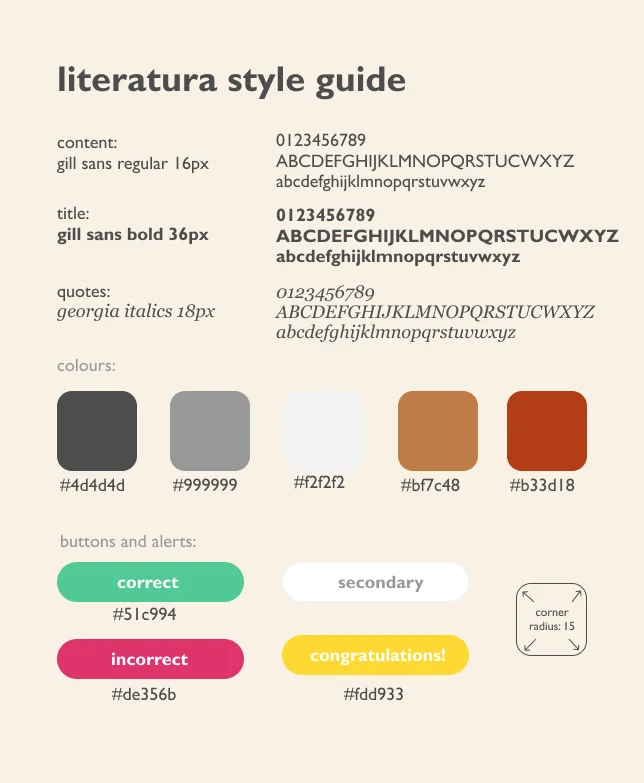 literatura style guide
content:
gill sans regular 16px
0123456789
ABCDEFGHIJKLMNOPQRSTUCWXYZ
abcdefghijklmnopqrstuvwxyz
title:
gill sans bold 36px
0123456789
ABCDEFGHIJKLMNOPQRSTUCWXYZ
abcdefghijklmnopqrstuvwxyz
quotes:
georgia italics 18px
0123456789
ABCDEFGHIJKLMNOPQRSTUCWXYZ
abcdefghijklmnopqrstuvwxyz
colours:
#4d4d4d
#999999
#f2f2f2
#bf7c48
#b33d18
buttons and alerts:
correct
#51c994
secondary
incorrect
#de356b
congratulations!
#fdd933
corner
radius: 15